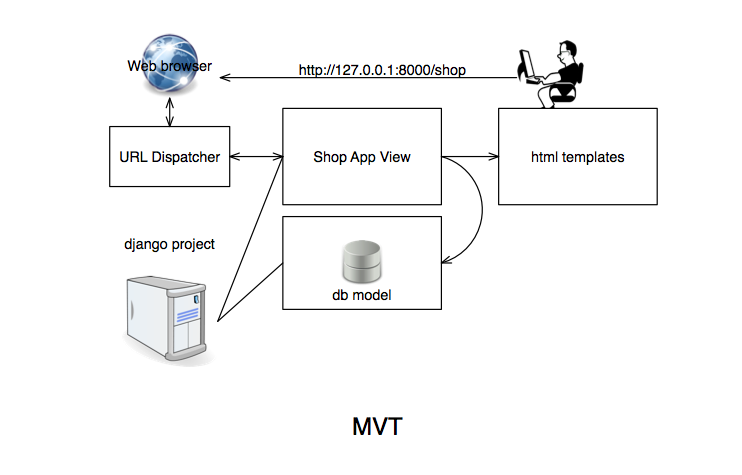 Web browser
http://127.0.0.1:8000/shop
URL Dispatcher
Shop App View
html templates
django project
db model
MVT